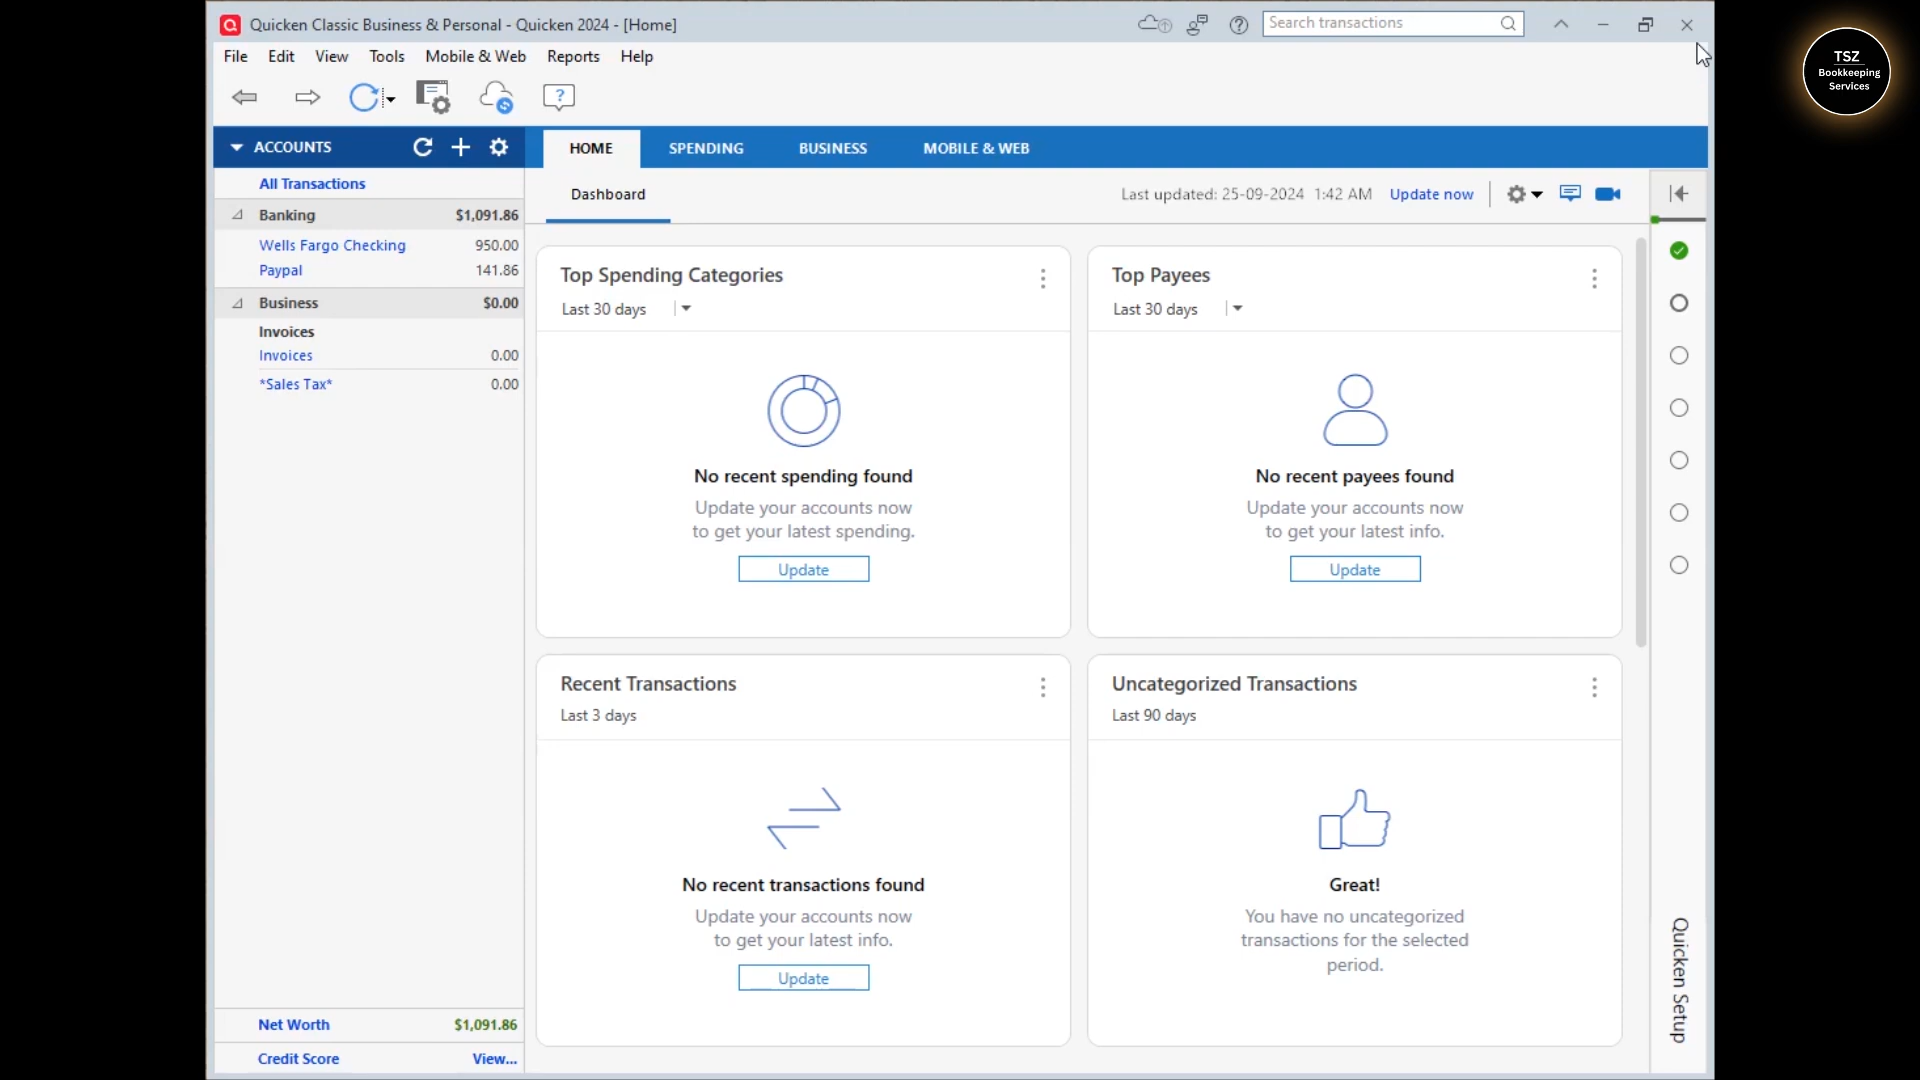 Quicken Classic Business & Personal - Quicken 2024 - [Home]
Search transactions
File Edit View Tools Mobile & Web Reports Help
TSZ
Bookkeeping
Services
ACCOUNTS
HOME SPENDING BUSINESS MOBILE & WEB
All Transactions
Banking $1,091.86
Wells Fargo Checking 950.00
Paypal 141.86
Business $0.00
Invoices
Invoices 0.00
*Sales Tax* 0.00
Net Worth $1,091.86
Credit Score View...
Dashboard
Last updated: 25-09-2024 1:42 AM Update now
Top Spending Categories
Last 30 days
No recent spending found
Update your accounts now
to get your latest spending.
Update
Top Payees
Last 30 days
No recent payees found
Update your accounts now
to get your latest info.
Update
Recent Transactions
Last 3 days
No recent transactions found
Update your accounts now
to get your latest info.
Update
Uncategorized Transactions
Last 90 days
Great!
You have no uncategorized
transactions for the selected
period.
Quicken Setup